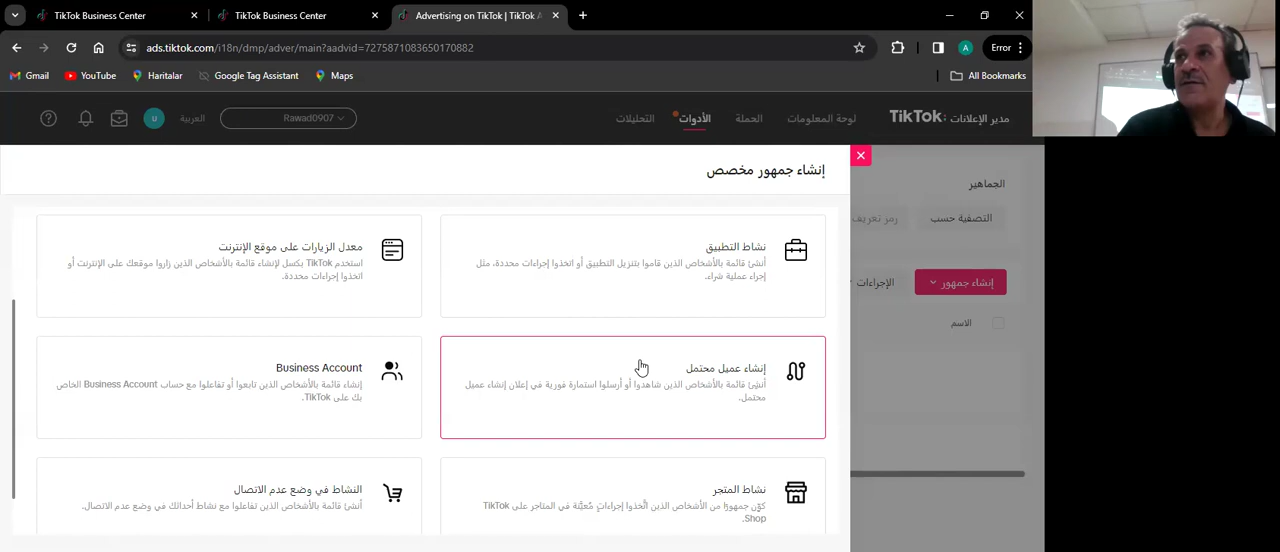 TikTok Business Center
TikTok Business Center
Advertising on TikTok | TikTok A
ads.tiktok.com/i18n/dmp/adver/main?aadvid=7275871083650170882
A
Error
Gmail
YouTube
Haritalar
Google Tag Assistant
Maps
All Bookmarks
TikTok: مدير الإعلانات
لوحة المعلومات
الحملة
الأدوات
التحليلات
Rawad0907
العربية
U
إنشاء جمهور مخصص
الجماهير
التصفية حسب
رمز تعريف
إنشاء جمهور
الإجراءات
الاسم
نشاط التطبيق
أنشئ قائمة بالأشخاص الذين قاموا بتنزيل التطبيق أو اتخذوا إجراءات محددة، مثل
إجراء عملية شراء.
معدل الزيارات على موقع الإنترنت
استخدم TikTok بكسل لإنشاء قائمة بالأشخاص الذين زاروا موقعك على الإنترنت أو
اتخذوا إجراءات محددة.
إنشاء عميل محتمل
أنشئ قائمة بالأشخاص الذين شاهدوا أو أرسلوا استمارة فورية في إعلان إنشاء عميل
محتمل.
Business Account
إنشاء قائمة بالأشخاص الذين تابعوا أو تفاعلوا مع حساب Business Account الخاص
بك على TikTok.
نشاط المتجر
كوّن جمهورًا من الأشخاص الذين اتَّخذوا إجراءاتٍ مُعيَّنة في المتاجر على TikTok
Shop.
النشاط في وضع عدم الاتصال
أنشئ قائمة بالأشخاص الذين تفاعلوا مع نشاط أحداثك في وضع عدم الاتصال.